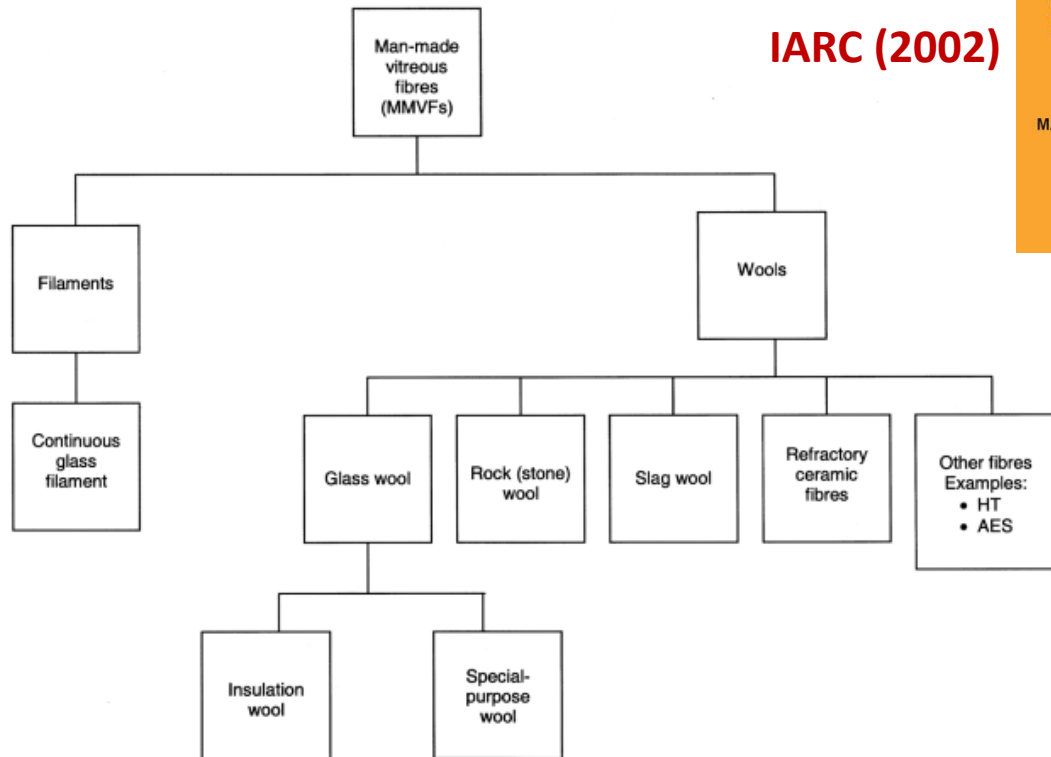 IARC (2002)
Man-made
vitreous
fibres
(MMVFs)
Filaments
Wools
Continuous
glass
filament
Glass wool
Rock (stone)
wool
Slag wool
Refractory
ceramic
fibres
Other fibres
Examples:
• HT
• AES
Insulation
wool
Special-
purpose
wool